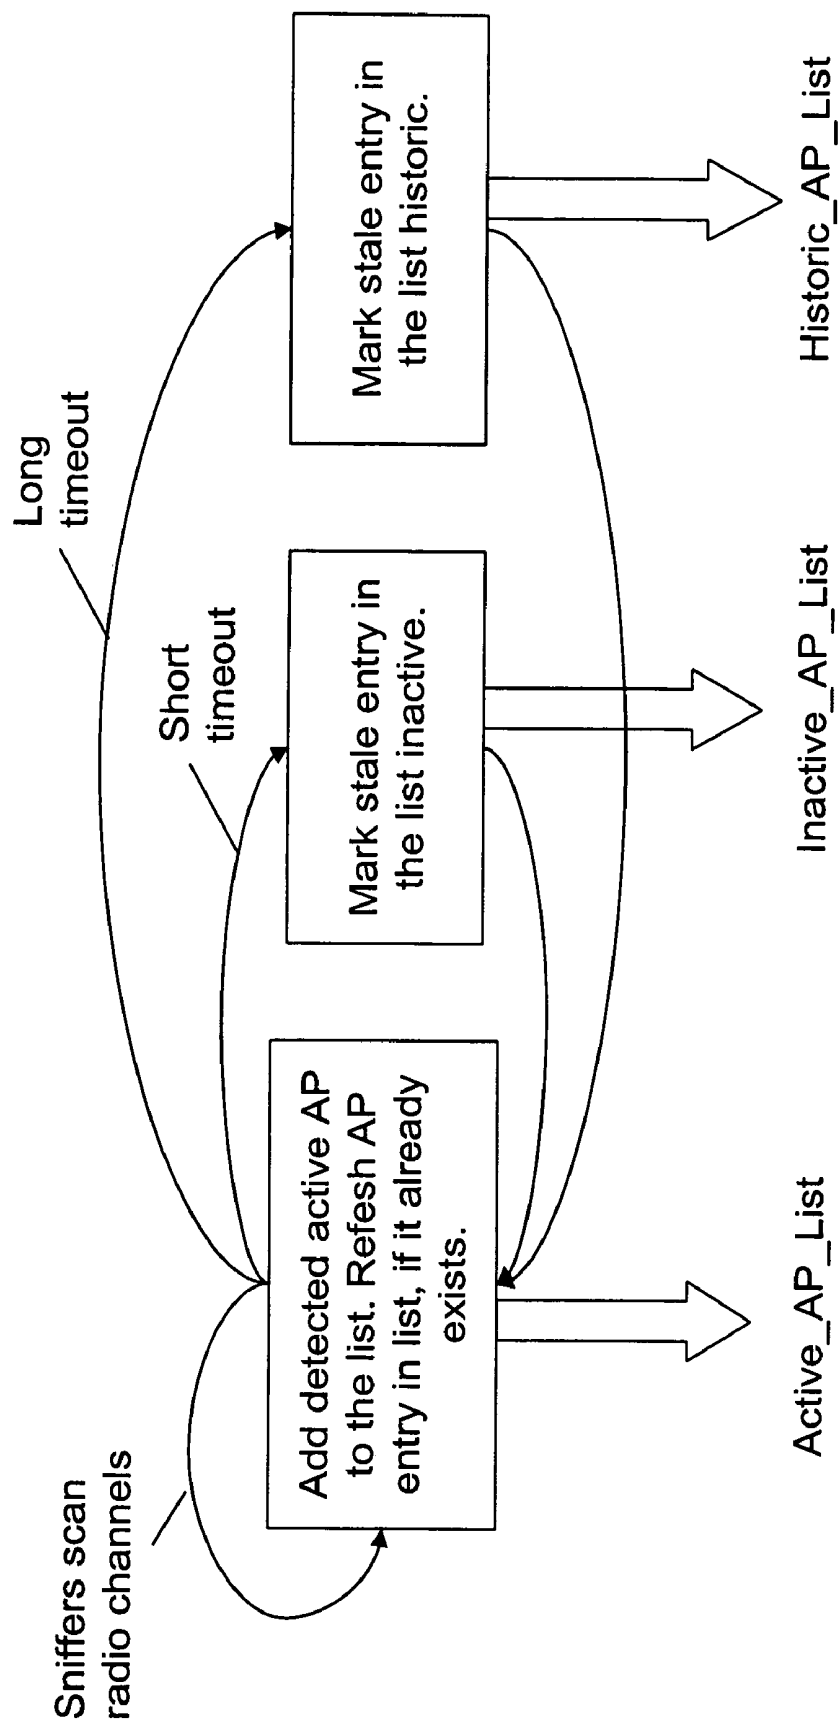 Sniffers scan
radio channels
Short
timeout
Long
timeout
Add detected active AP
to the list. Refesh AP
entry in list, if it already
exists.
Mark stale entry in
the list inactive.
Mark stale entry in
the list historic.
Active_AP_List
Inactive_AP_List
Historic_AP_List